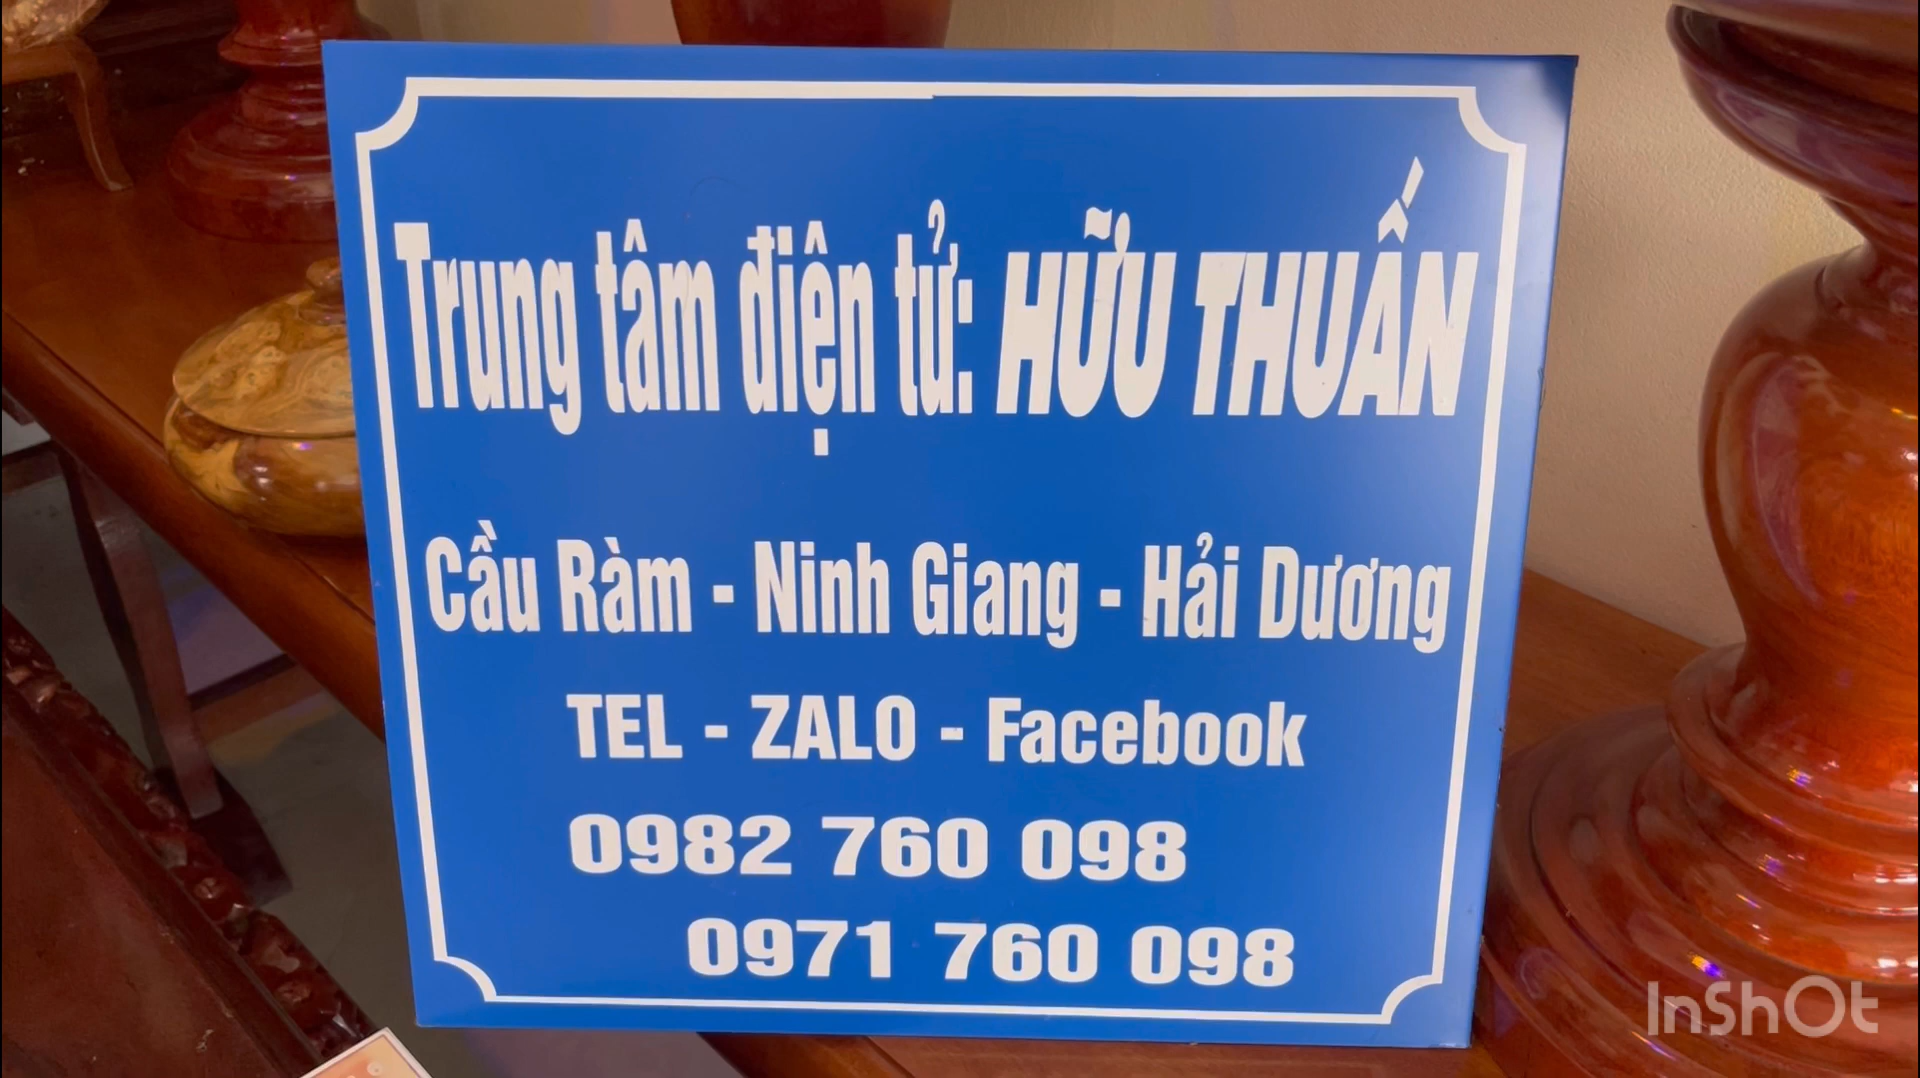 Trung tâm điện tử: HỮU THUẤN
Cầu Ràm - Ninh Giang - Hải Dương
TEL - ZALO - Facebook
0982 760 098
0971 760 098
InShOt